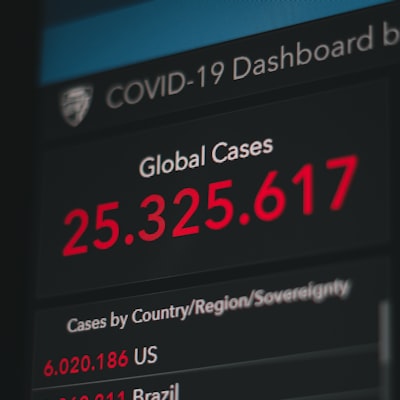 COVID-19 Dashboard b
Global Cases
25.325.617
Cases by Country/Region/Sovereignty
6.020.186 US
Brazil